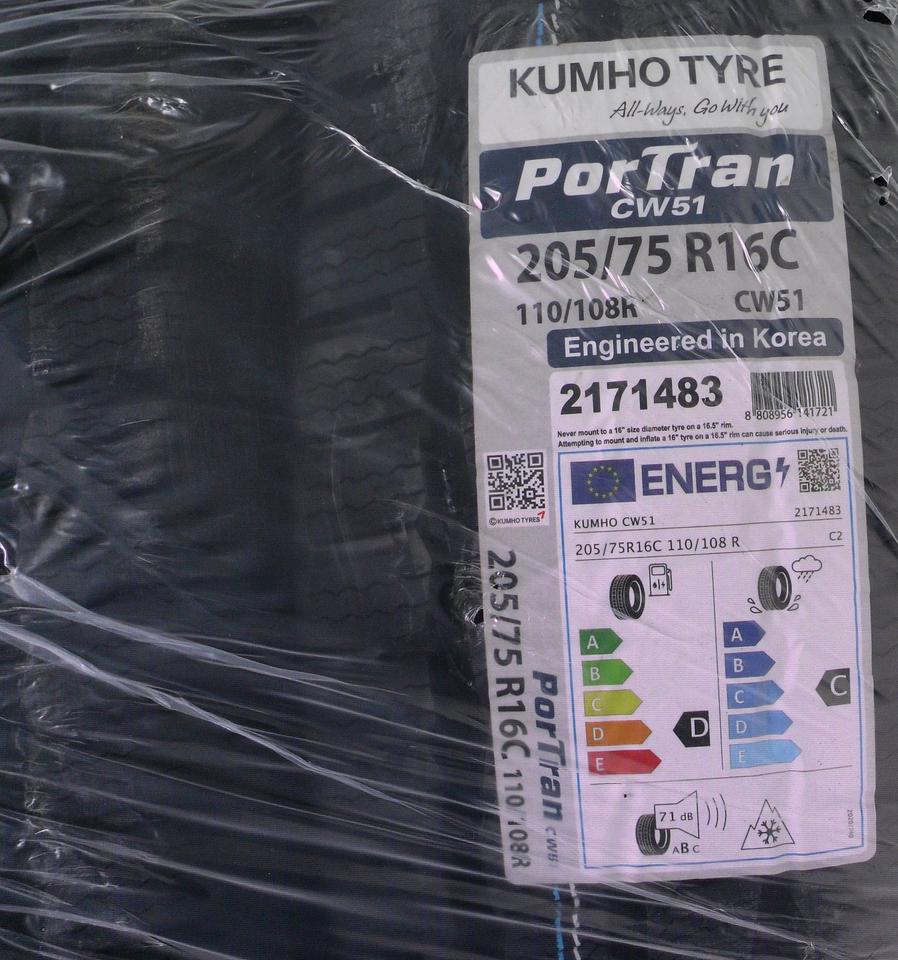 KUMHO TYRE
All-Ways, Go With you
PorTran
CW51
205/75 R16C
110/108R CW51
Engineered in Korea
2171483
8 808956 141721
Never mount to a 16" size diameter tyre on a 16.5" rim.
Attempting to mount and inflate a 16" tyre on a 16.5" rim can cause serious injury or death.
ENERG
©KUMHO TYRES
KUMHO CW51 2171483
205/75R16C 110/108 R C2
A
B
C
D
E
D
A
B
C
D
E
C
71 dB
ABC
2020/740
205/75 R16C 110/108R
PorTran CW51